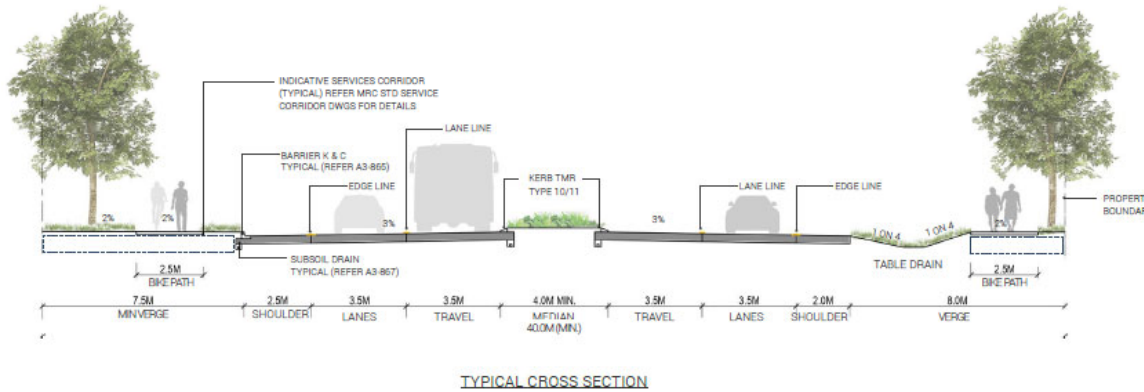 INDICATIVE SERVICES CORRIDOR
(TYPICAL) REFER MRC STD SERVICE
CORRIDOR DWGS FOR DETAILS
LANE LINE
BARRIER K & C
TYPICAL (REFER A3-865)
EDGE LINE
KERB TMR
TYPE 10/11
LANE LINE
EDGE LINE
PROPERT
BOUNDAR
2%
2%
3%
3%
2%
1 ON 4
1 ON 4
SUBSOIL DRAIN
TYPICAL (REFER A3-867)
TABLE DRAIN
2.5M
BIKE PATH
2.5M
BIKE PATH
7.5M 2.5M 3.5M 3.5M 4.0M MIN. 3.5M 3.5M 2.0M 8.0M
MIN VERGE SHOULDER LANES TRAVEL MEDIAN TRAVEL LANES SHOULDER VERGE
40.0M (MIN.)
TYPICAL CROSS SECTION